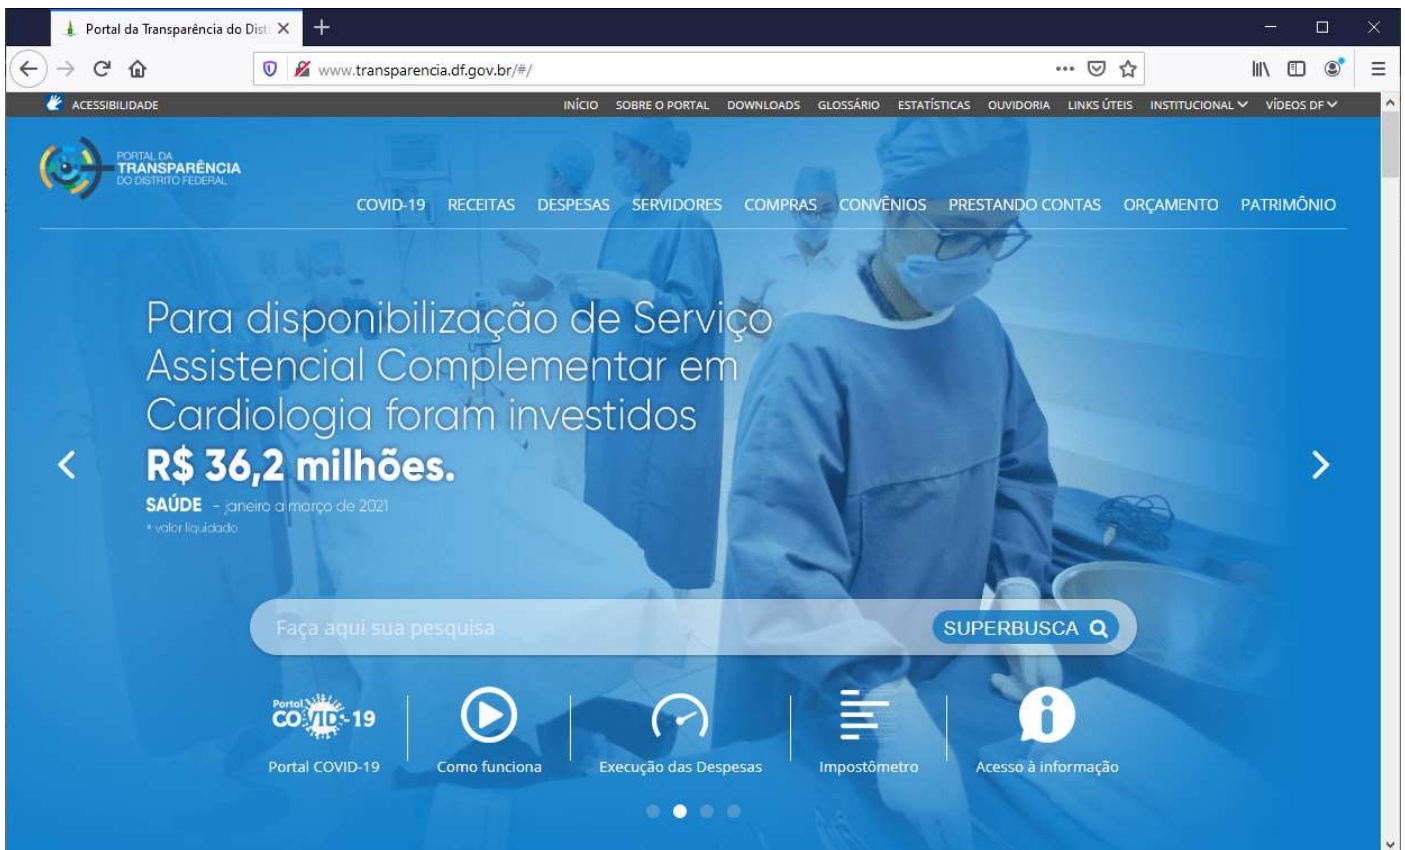 Portal da Transparência do Dist
www.transparencia.df.gov.br/#/
ACESSIBILIDADE INÍCIO SOBRE O PORTAL DOWNLOADS GLOSSÁRIO ESTATÍSTICAS OUVIDORIA LINKS ÚTEIS INSTITUCIONAL VÍDEOS DF
PORTAL DA
TRANSPARÊNCIA
DO DISTRITO FEDERAL
COVID-19 RECEITAS DESPESAS SERVIDORES COMPRAS CONVÊNIOS PRESTANDO CONTAS ORÇAMENTO PATRIMÔNIO
Para disponibilização de Serviço
Assistencial Complementar em
Cardiologia foram investidos
R$ 36,2 milhões.
SAÚDE - janeiro a março de 2021
* valor liquidado
Faça aqui sua pesquisa SUPERBUSCA
Portal
COVID-19
Portal COVID-19 Como funciona Execução das Despesas Impostômetro Acesso à informação